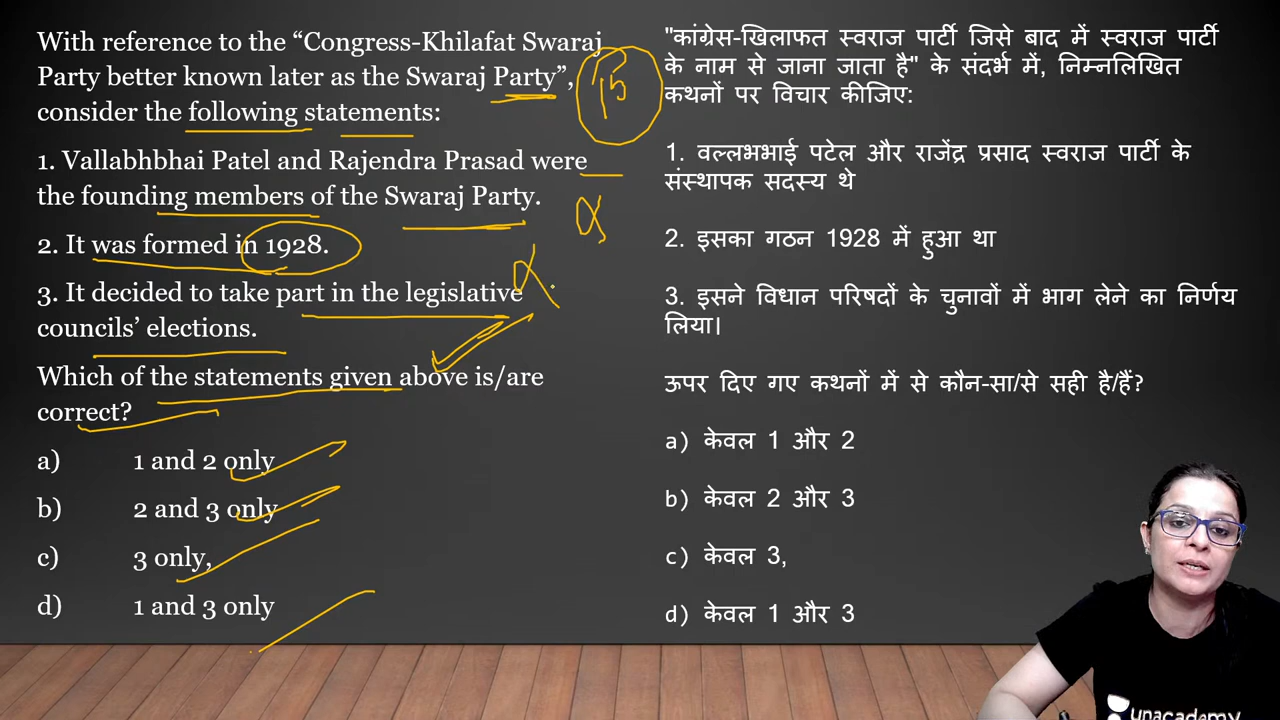 With reference to the “Congress-Khilafat Swaraj
Party better known later as the Swaraj Party”,
consider the following statements:
15
1. Vallabhbhai Patel and Rajendra Prasad were
the founding members of the Swaraj Party.
2. It was formed in 1928.
3. It decided to take part in the legislative
councils’ elections.
Which of the statements given above is/are
correct?
a) 1 and 2 only
b) 2 and 3 only
c) 3 only,
d) 1 and 3 only
"कांग्रेस-खिलाफत स्वराज पार्टी जिसे बाद में स्वराज पार्टी
के नाम से जाना जाता है" के संदर्भ में, निम्नलिखित
कथनों पर विचार कीजिए:
1. वल्लभभाई पटेल और राजेंद्र प्रसाद स्वराज पार्टी के
संस्थापक सदस्य थे
2. इसका गठन 1928 में हुआ था
3. इसने विधान परिषदों के चुनावों में भाग लेने का निर्णय
लिया।
ऊपर दिए गए कथनों में से कौन-सा/से सही है/हैं?
a) केवल 1 और 2
b) केवल 2 और 3
c) केवल 3,
d) केवल 1 और 3
unacademy